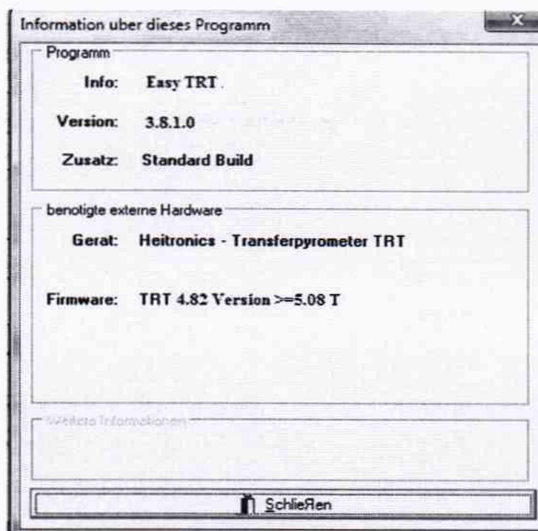 Information uber dieses Programm
Programm
Info: Easy TRT
Version: 3.8.1.0
Zusatz: Standard Build
benotigte externe Hardware
Gerat: Heitronics - Transferpyrometer TRT
Firmware: TRT 4.82 Version >=5.08 T
Weitere Informationen
SchlieЯen